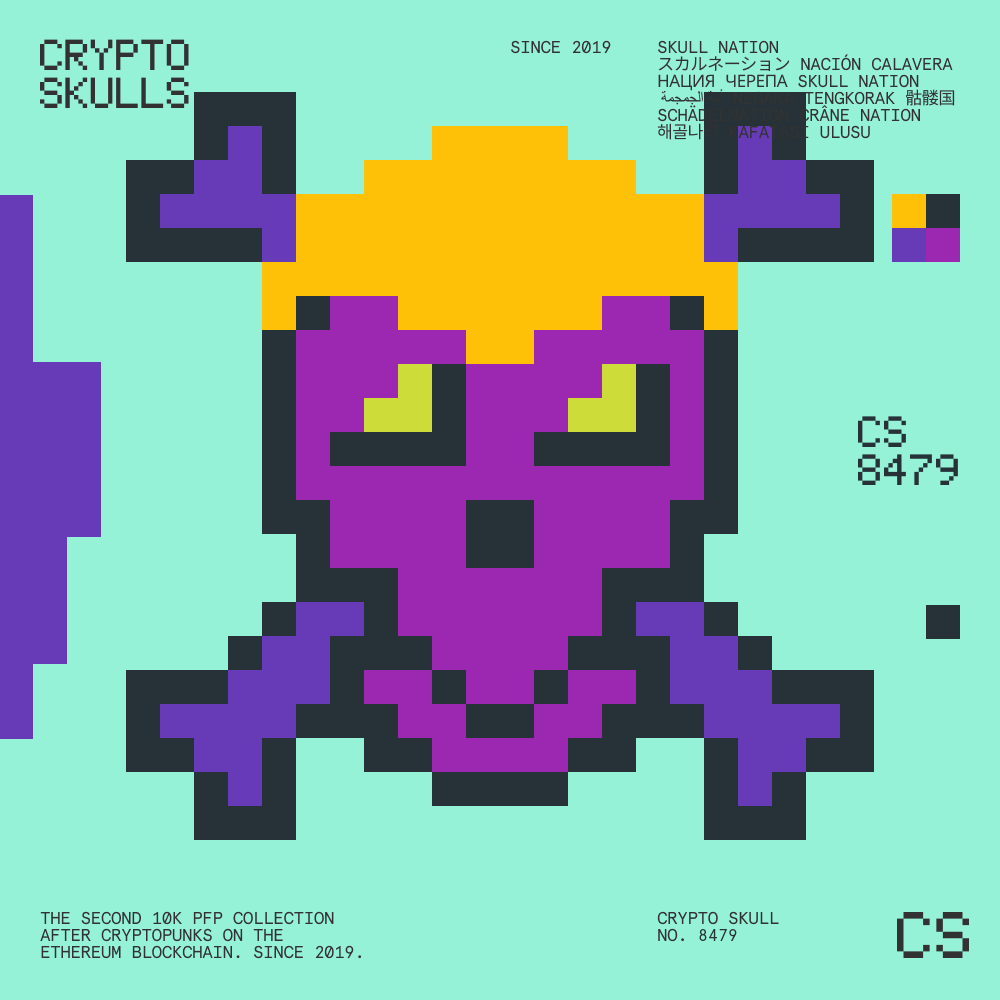 CRYPTO
SKULLS
SINCE 2019
SKULL NATION
スカルネーション NACIÓN CALAVERA
НАЦИЯ ЧЕРЕПА SKULL NATION
الجمجمة TENGKORAK 骷髅国
CRÂNE NATION
ULUSU
CS
8479
THE SECOND 10K PFP COLLECTION
AFTER CRYPTOPUNKS ON THE
ETHEREUM BLOCKCHAIN. SINCE 2019.
CRYPTO SKULL
NO. 8479
CS